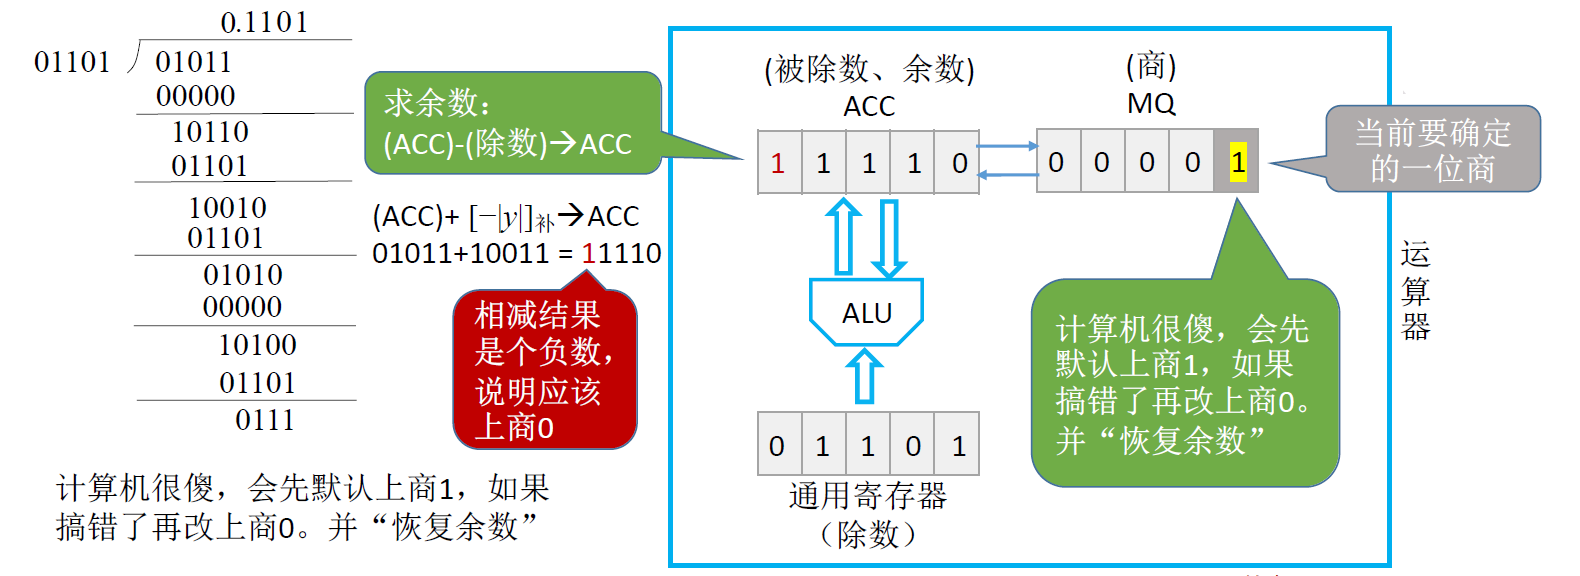 0.1101
01101
01011
00000
10110
01101
10010
01101
01010
00000
10100
01101
0111
计算机很傻，会先默认上商1，如果
搞错了再改上商0。并“恢复余数”
求余数：
(ACC)-(除数)→ACC
(ACC)+ [−|y|]补→ACC
01011+10011 = 11110
相减结果
是个负数，
说明应该
上商0
(被除数、余数)
ACC
1 1 1 1 0
(商)
MQ
0 0 0 0 1
当前要确定
的一位商
ALU
0 1 1 0 1
通用寄存器
（除数）
计算机很傻，会先
默认上商1，如果
搞错了再改上商0。
并“恢复余数”
运
算
器